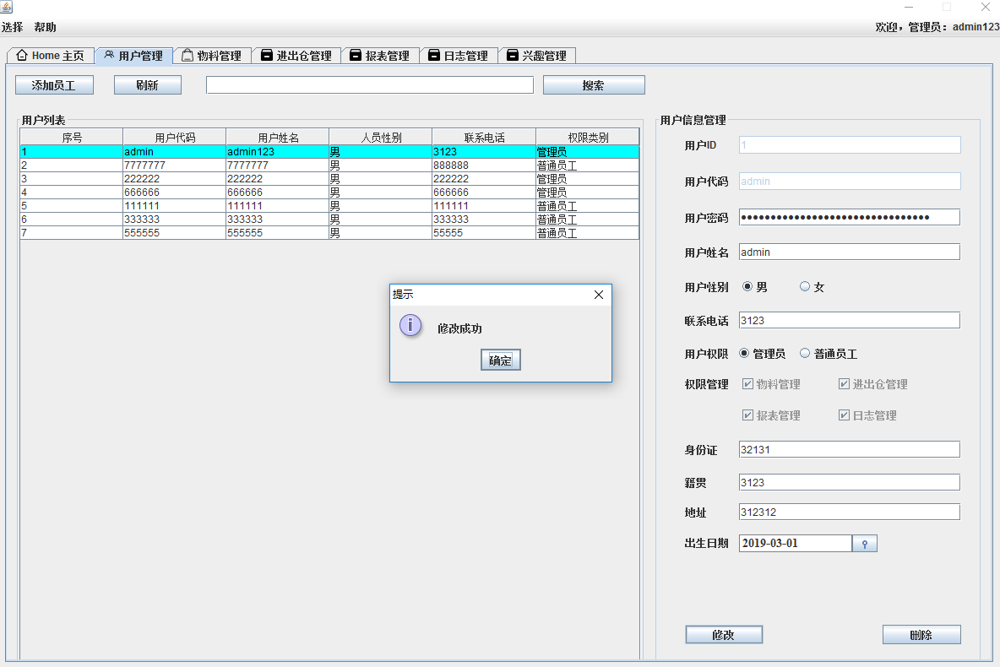 选择 帮助 欢迎，管理员：admin123
Home 主页 用户管理 物料管理 进出仓管理 报表管理 日志管理 兴趣管理
添加员工 刷新 搜索
用户列表
序号 用户代码 用户姓名 人员性别 联系电话 权限类别
1 admin admin123 男 3123 管理员
2 7777777 7777777 男 888888 普通员工
3 222222 222222 男 222222 管理员
4 666666 666666 男 666666 管理员
5 111111 111111 男 111111 普通员工
6 333333 333333 男 333333 普通员工
7 555555 555555 男 55555 普通员工
提示
修改成功
确定
用户信息管理
用户ID 1
用户代码 admin
用户密码 ••••••••••••••••••••••••••••••••
用户姓名 admin
用户性别 男 女
联系电话 3123
用户权限 管理员 普通员工
权限管理 物料管理 进出仓管理
报表管理 日志管理
身份证 32131
籍贯 3123
地址 312312
出生日期 2019-03-01
修改 删除